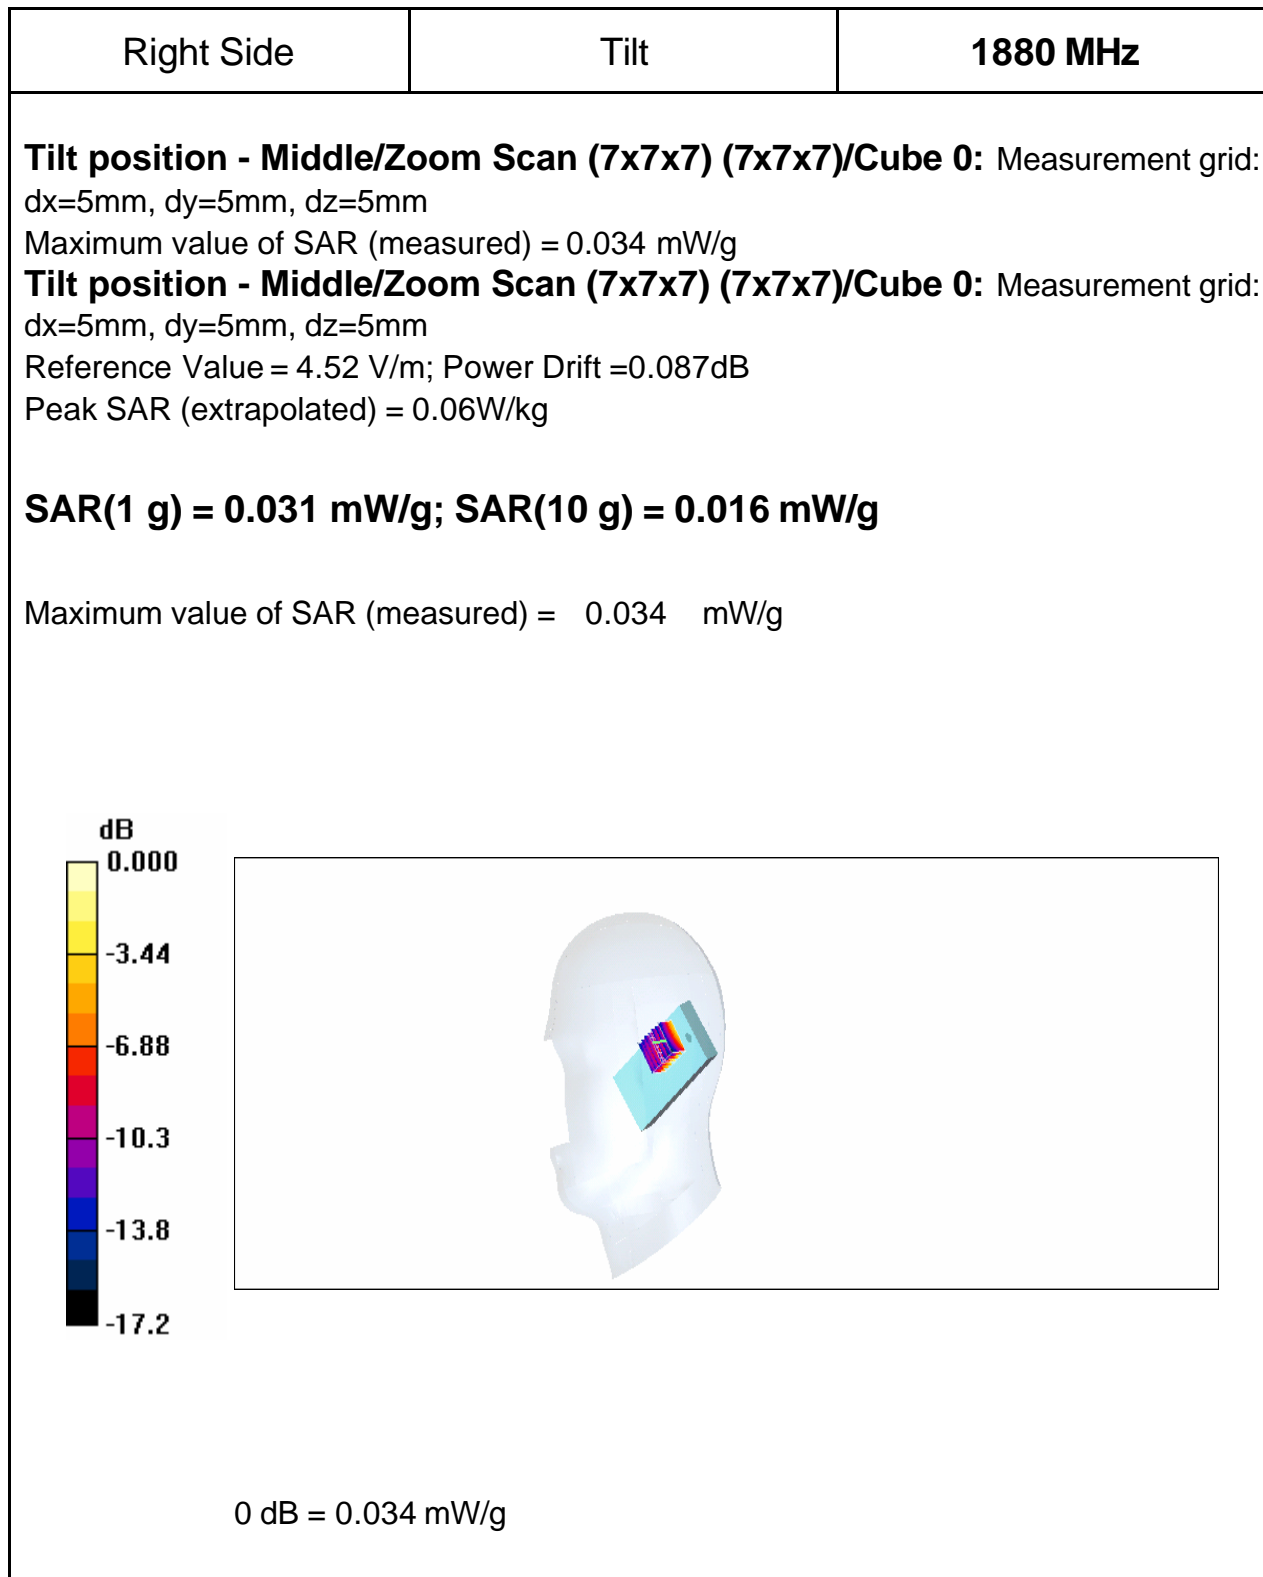 Right Side Tilt 1880 MHz
Tilt position - Middle/Zoom Scan (7x7x7) (7x7x7)/Cube 0: Measurement grid:
dx=5mm, dy=5mm, dz=5mm
Maximum value of SAR (measured) = 0.034 mW/g
Tilt position - Middle/Zoom Scan (7x7x7) (7x7x7)/Cube 0: Measurement grid:
dx=5mm, dy=5mm, dz=5mm
Reference Value = 4.52 V/m; Power Drift =0.087dB
Peak SAR (extrapolated) = 0.06W/kg
SAR(1 g) = 0.031 mW/g; SAR(10 g) = 0.016 mW/g
Maximum value of SAR (measured) = 0.034 mW/g
dB
0.000
-3.44
-6.88
-10.3
-13.8
-17.2
0 dB = 0.034 mW/g